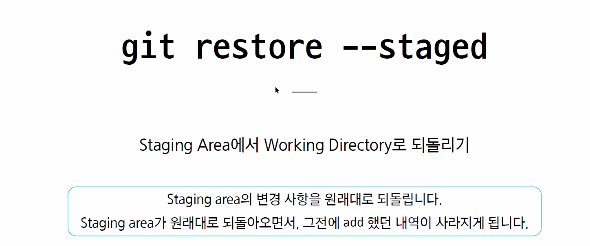 git restore --staged
Staging Area에서 Working Directory로 되돌리기
Staging area의 변경 사항을 원래대로 되돌립니다.
Staging area가 원래대로 되돌아오면서, 그전에 add 했던 내역이 사라지게 됩니다.